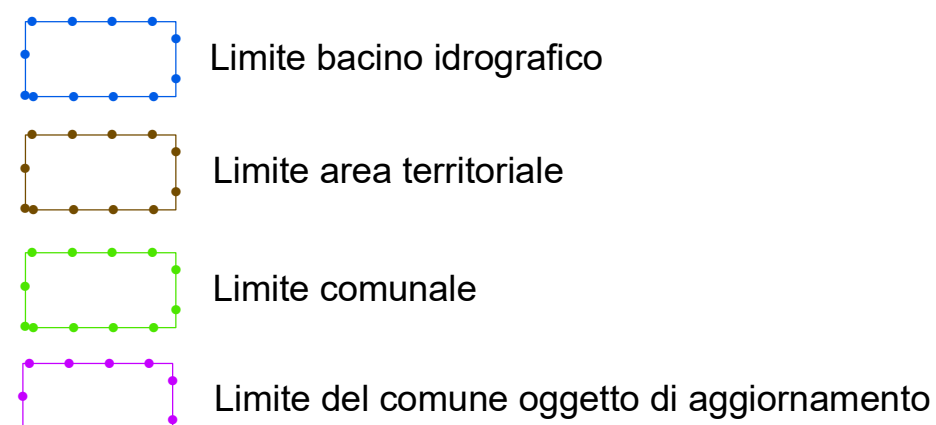 Limite bacino idrografico
Limite area territoriale
Limite comunale
Limite del comune oggetto di aggiornamento